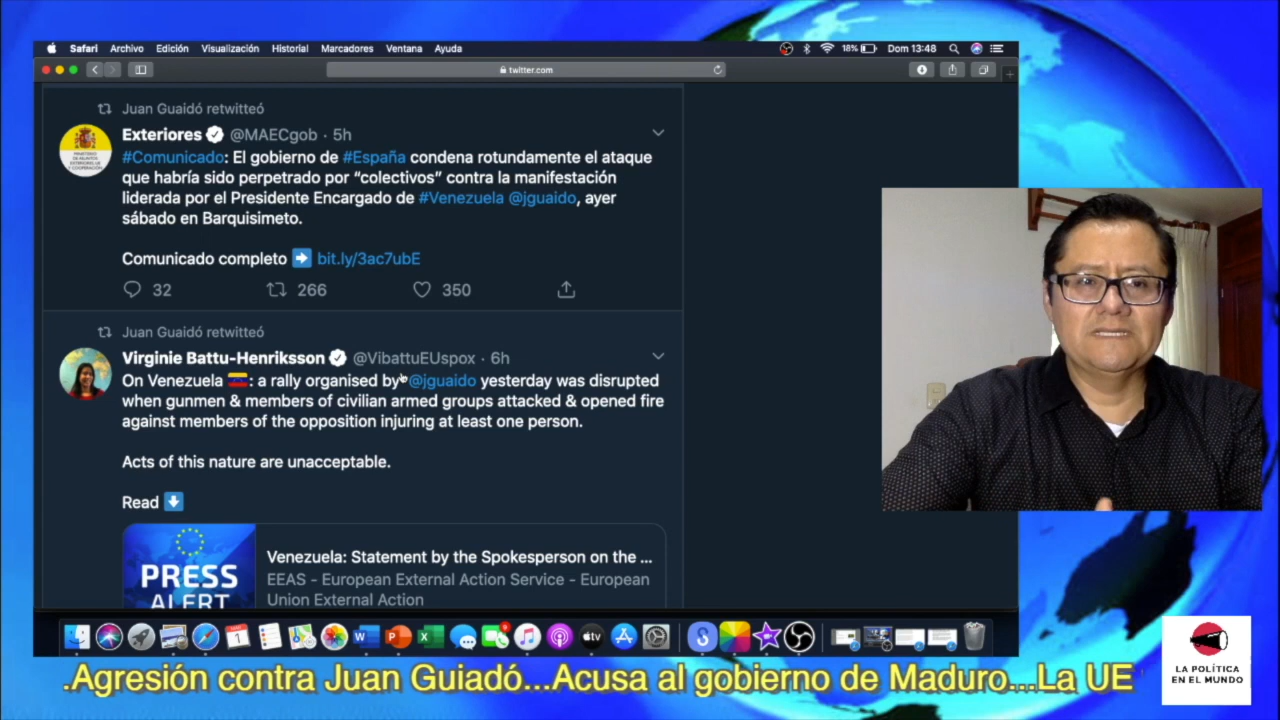 Safari Archivo Edición Visualización Historial Marcadores Ventana Ayuda 18% Dom 13:48
twitter.com
Juan Guaidó retwitteó
Exteriores @MAECgob · 5h
#Comunicado: El gobierno de #España condena rotundamente el ataque
que habría sido perpetrado por “colectivos” contra la manifestación
liderada por el Presidente Encargado de #Venezuela @jguaido, ayer
sábado en Barquisimeto.
Comunicado completo ➡️ bit.ly/3ac7ubE
32 266 350
Juan Guaidó retwitteó
Virginie Battu-Henriksson @VibattuEUspox · 6h
On Venezuela 🇻🇪: a rally organised by @jguaido yesterday was disrupted
when gunmen & members of civilian armed groups attacked & opened fire
against members of the opposition injuring at least one person.
Acts of this nature are unacceptable.
Read ⬇️
PRESS
ALERT
Venezuela: Statement by the Spokesperson on the ...
EEAS - European External Action Service - European
Union External Action
.Agresión contra Juan Guiadó...Acusa al gobierno de Maduro...La UE
LA POLÍTICA
EN EL MUNDO